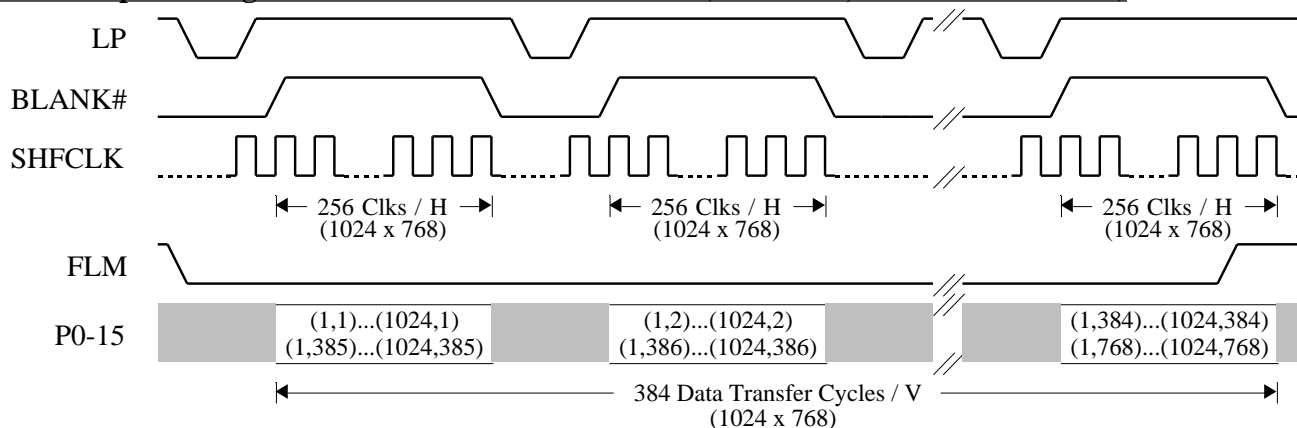 LP
BLANK#
SHFCLK
256 Clks / H 256 Clks / H 256 Clks / H
(1024 x 768) (1024 x 768) (1024 x 768)
FLM
P0-15
(1,1)...(1024,1) (1,2)...(1024,2) (1,384)...(1024,384)
(1,385)...(1024,385) (1,386)...(1024,386) (1,768)...(1024,768)
384 Data Transfer Cycles / V
(1024 x 768)